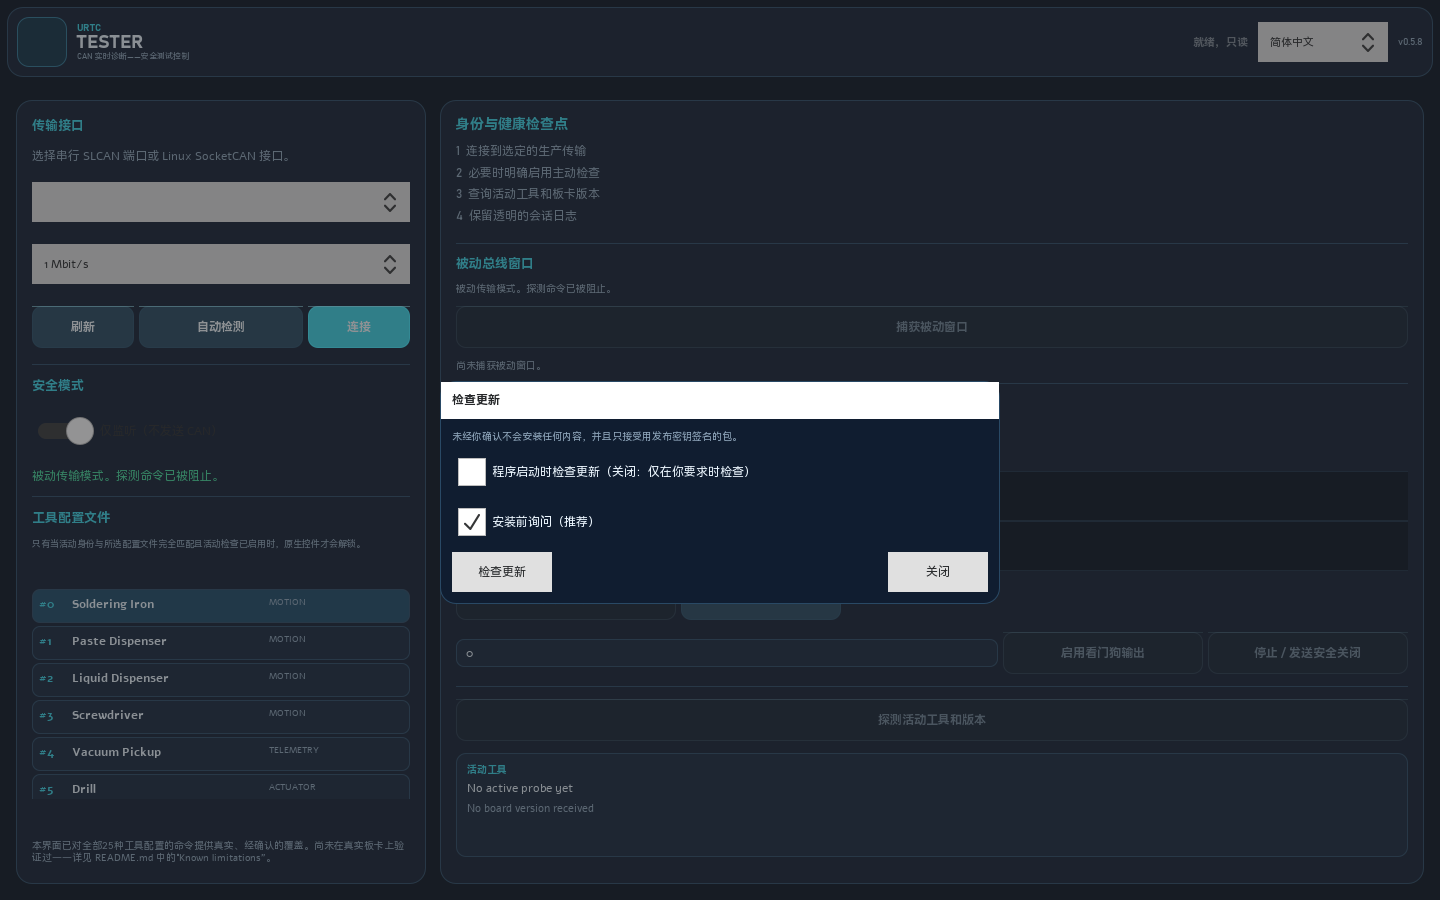 URTC
TESTER
CAN 实时诊断——安全测试控制
就绪，只读
简体中文
v0.5.8
传输接口
选择串行 SLCAN 端口或 Linux SocketCAN 接口。
1 Mbit/s
刷新
自动检测
连接
安全模式
被动传输模式。探测命令已被阻止。
工具配置文件
只有当活动身份与所选配置文件完全匹配且活动检查已启用时，原生控件才会解锁。
#0 Soldering Iron MOTION
#1 Paste Dispenser MOTION
#2 Liquid Dispenser MOTION
#3 Screwdriver MOTION
#4 Vacuum Pickup TELEMETRY
#5 Drill ACTUATOR
本界面已对全部25种工具配置的命令提供真实、经确认的覆盖。尚未在真实板卡上验
证过——详见 README.md 中的"Known limitations"。
身份与健康检查点
1 连接到选定的生产传输
2 必要时明确启用主动检查
3 查询活动工具和板卡版本
4 保留透明的会话日志
被动总线窗口
被动传输模式。探测命令已被阻止。
捕获被动窗口
尚未捕获被动窗口。
检查更新
未经你确认不会安装任何内容，并且只接受用发布密钥签名的包。
程序启动时检查更新（关闭：仅在你要求时检查）
安装前询问（推荐）
检查更新
关闭
0
启用看门狗输出
停止 / 发送安全关闭
探测活动工具和版本
活动工具
No active probe yet
No board version received